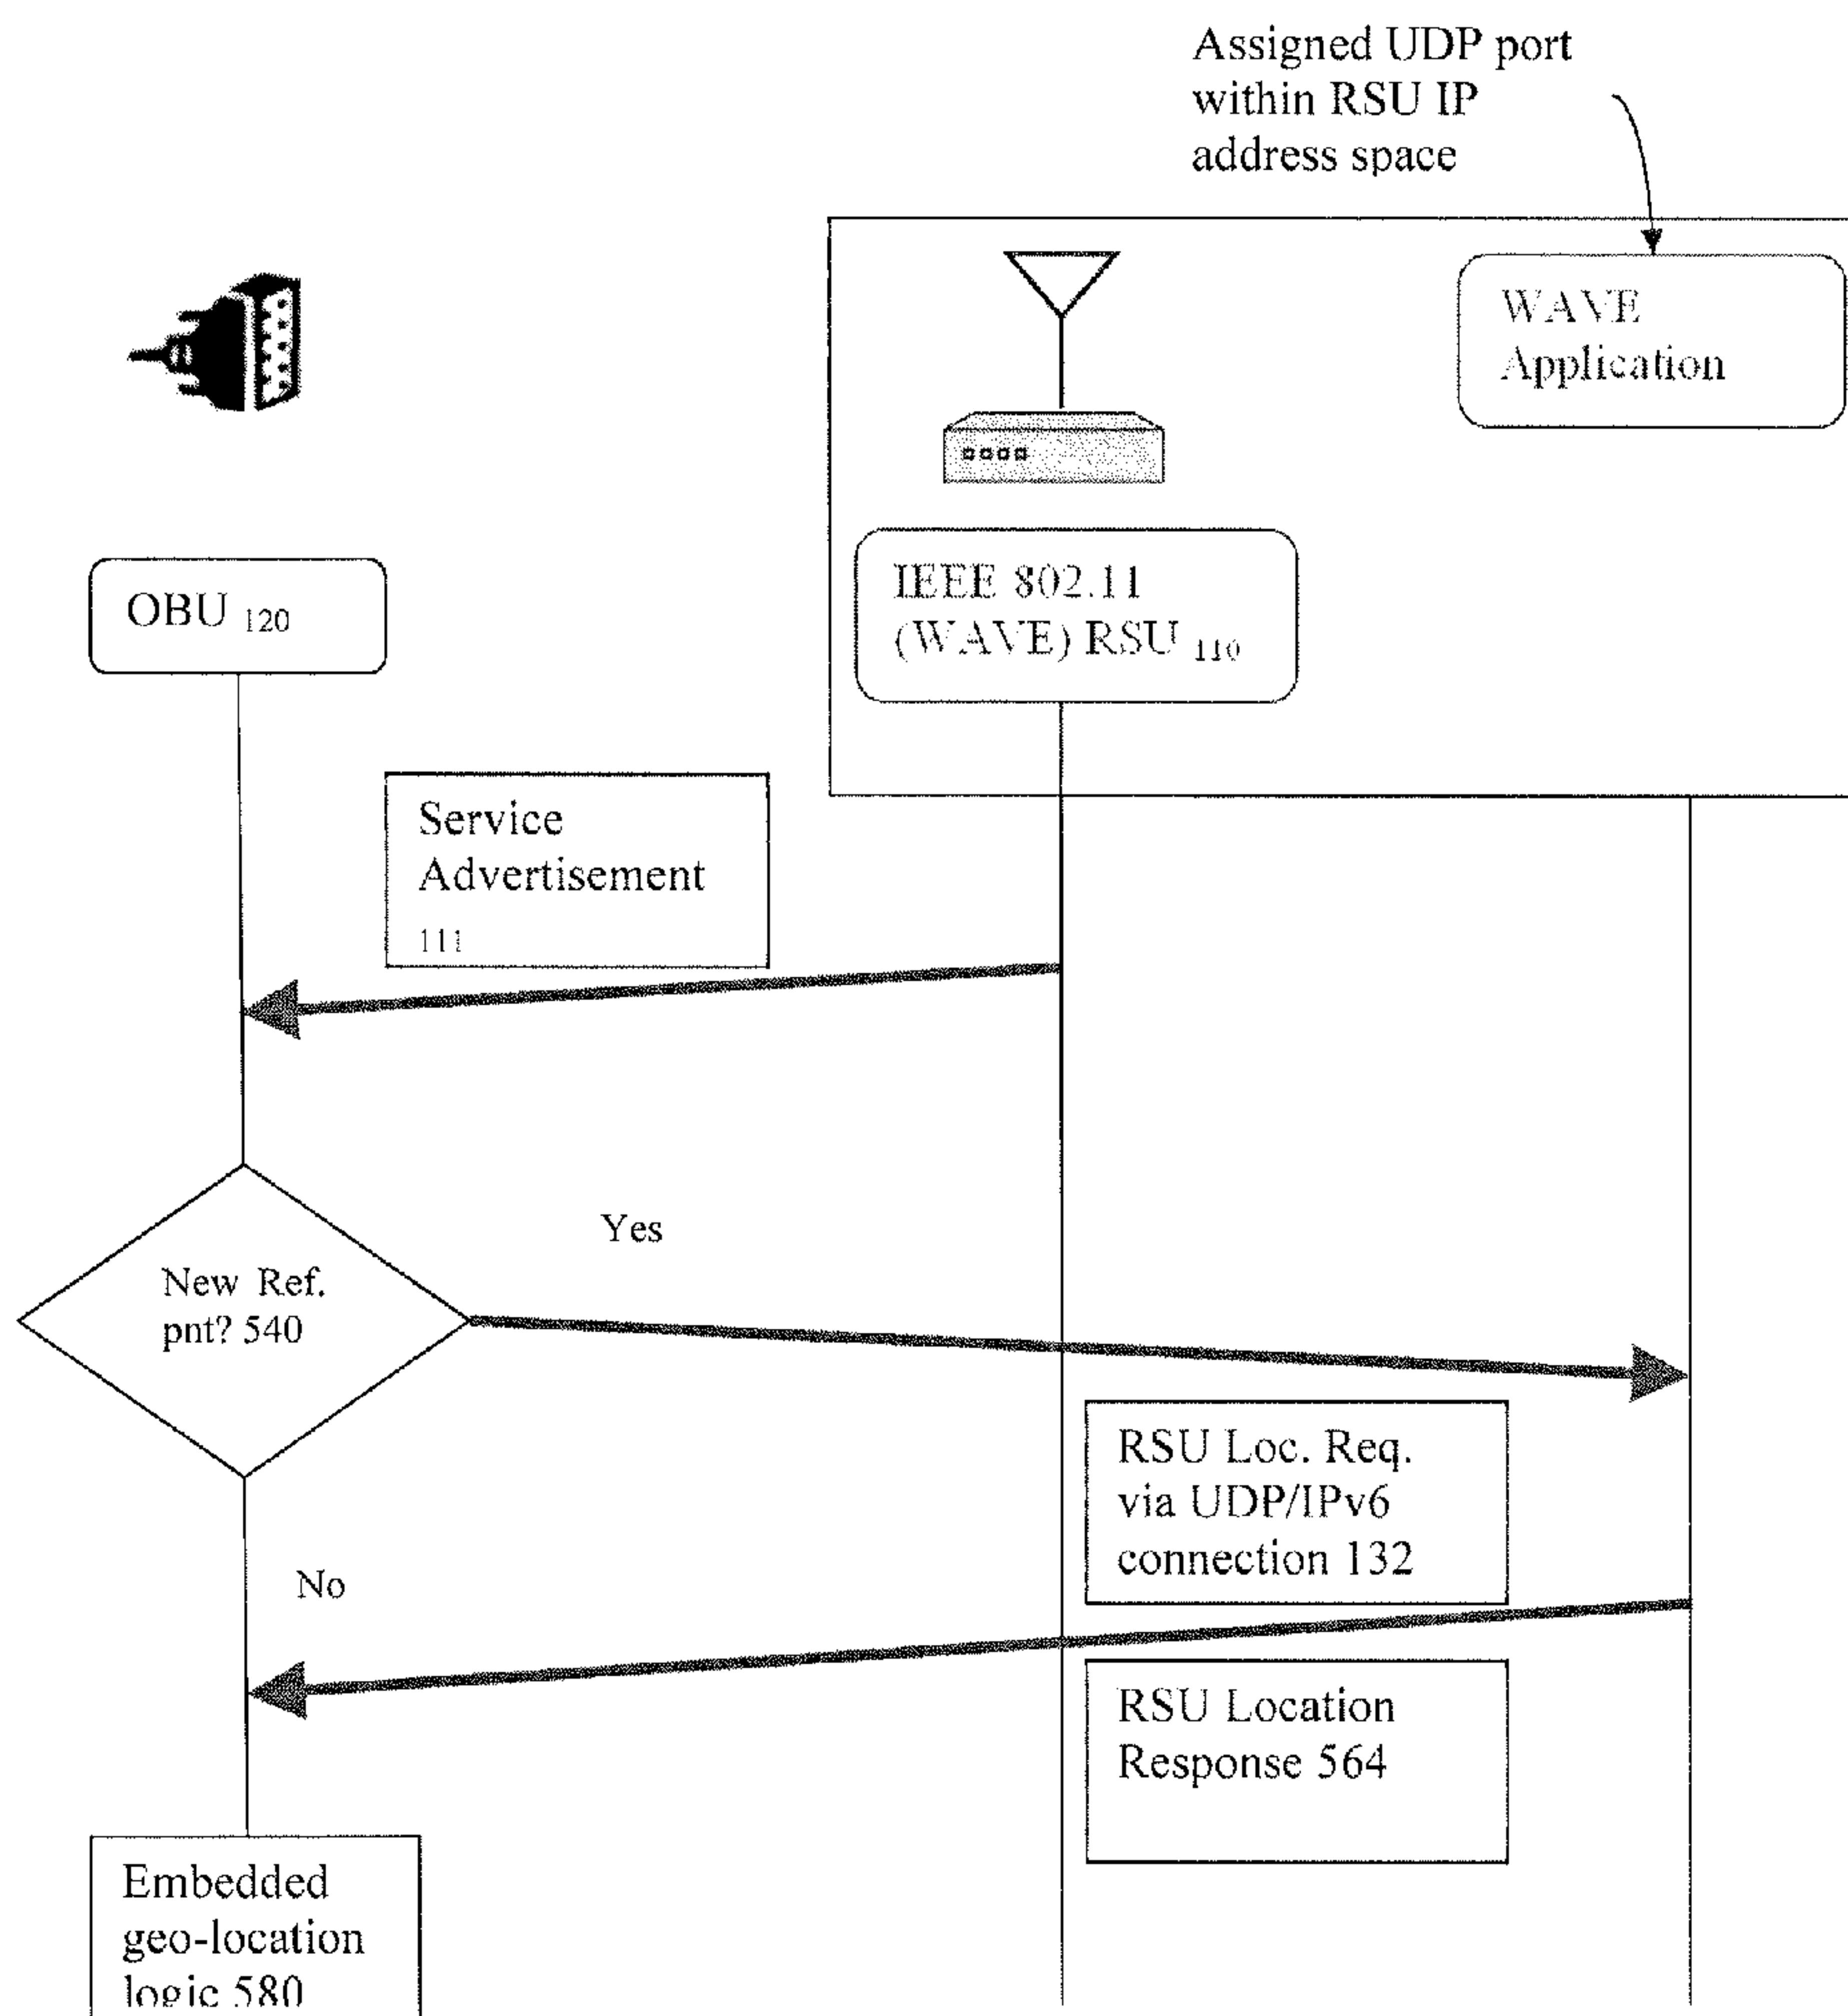 Assigned UDP port
within RSU IP
address space
WAVE
Application
IEEE 802.11
(WAVE) RSU 110
OBU 120
Service
Advertisement
111
Yes
New Ref.
pnt? 540
RSU Loc. Req.
via UDP/IPv6
connection 132
No
RSU Location
Response 564
Embedded
geo-location
logic 580